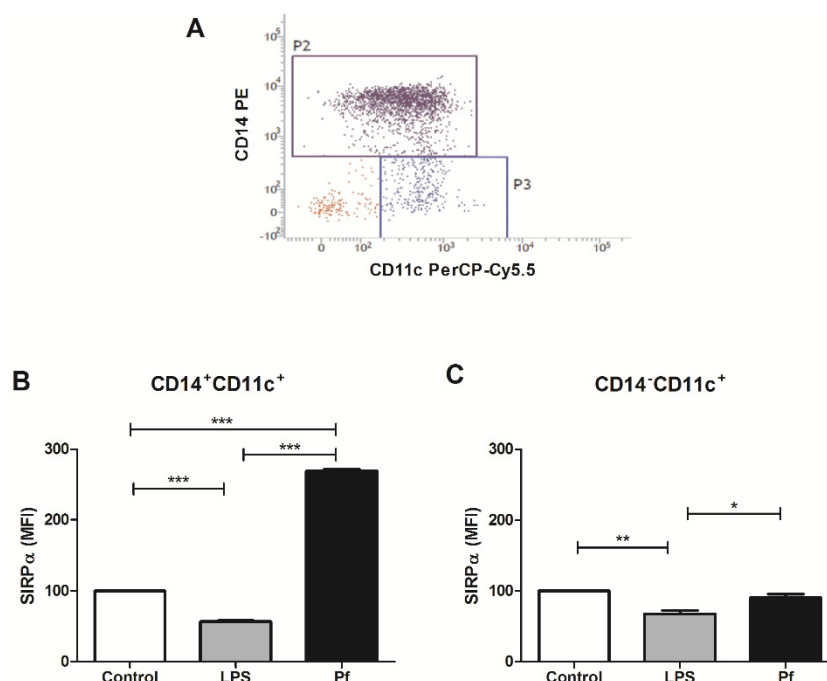 A
P2
10⁵
10⁴
10³
10²
0
-10²
CD14 PE
P3
0 10² 10³ 10⁴ 10⁵
CD11c PerCP-Cy5.5
B
CD14⁺CD11c⁺
***
***
***
300
200
100
0
SIRPα (MFI)
Control LPS Pf
C
CD14⁻CD11c⁺
*
**
300
200
100
0
SIRPα (MFI)
Control LPS Pf